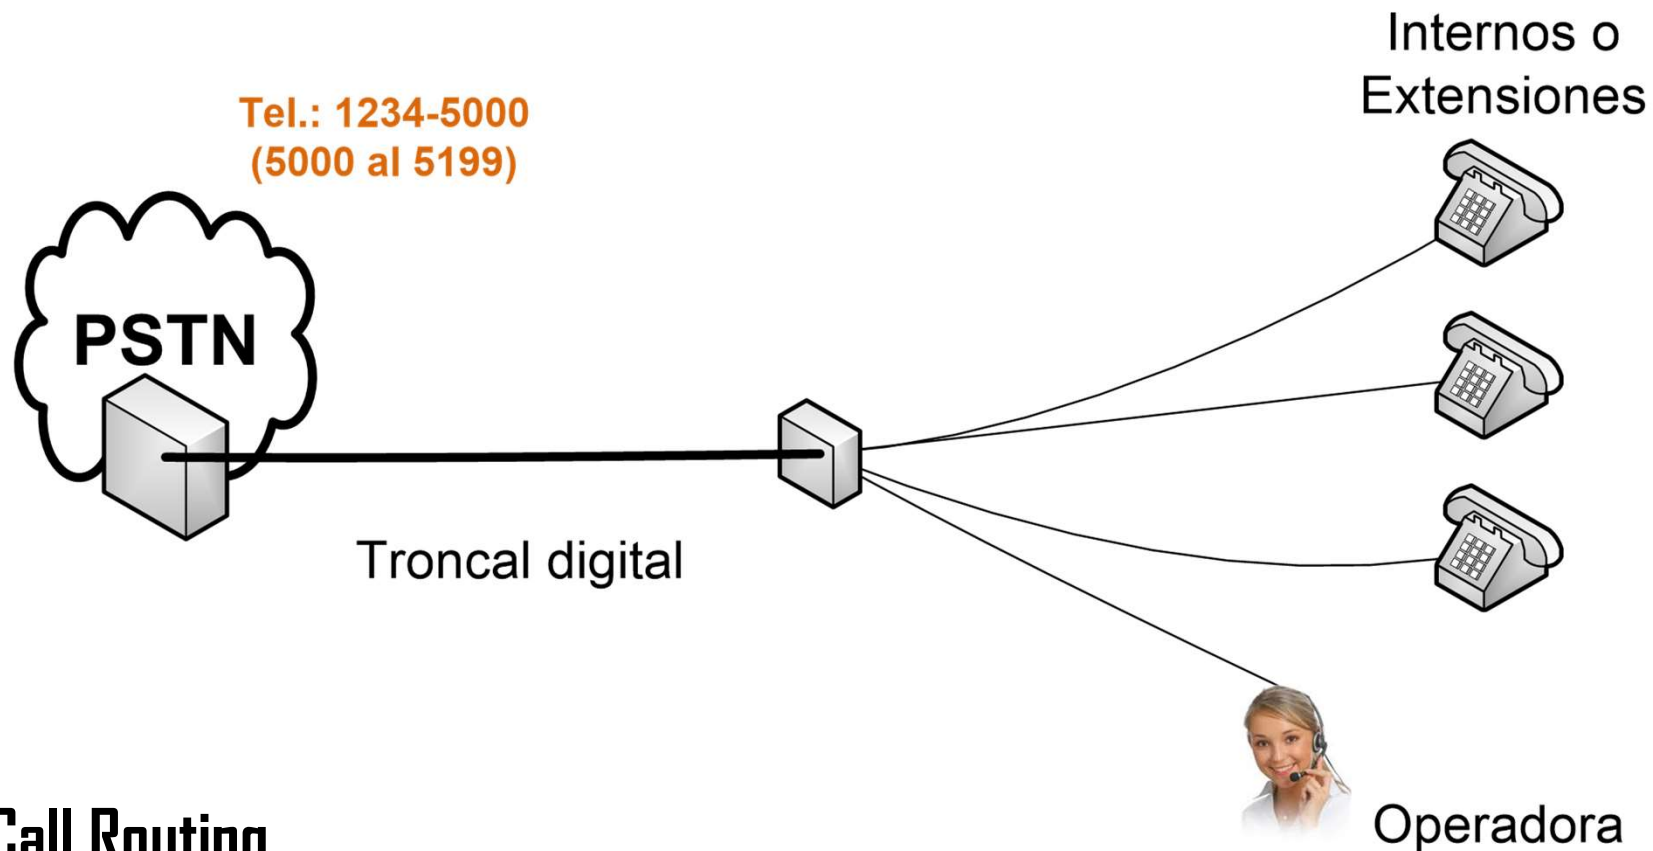 Internos o
Extensiones
Tel.: 1234-5000
(5000 al 5199)
PSTN
Troncal digital
Operadora
Call Routing